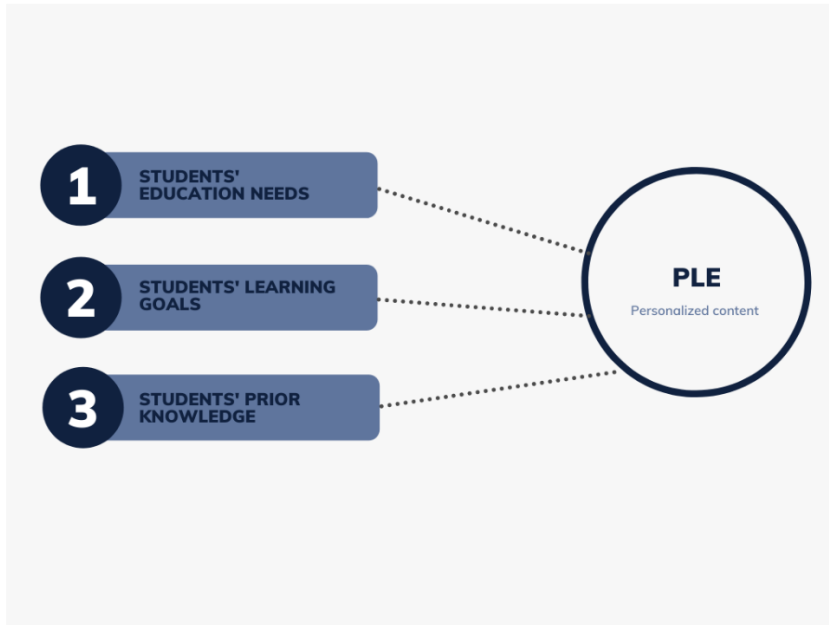 1
STUDENTS'
EDUCATION NEEDS
2
STUDENTS' LEARNING
GOALS
3
STUDENTS' PRIOR
KNOWLEDGE
PLE
Personalized content